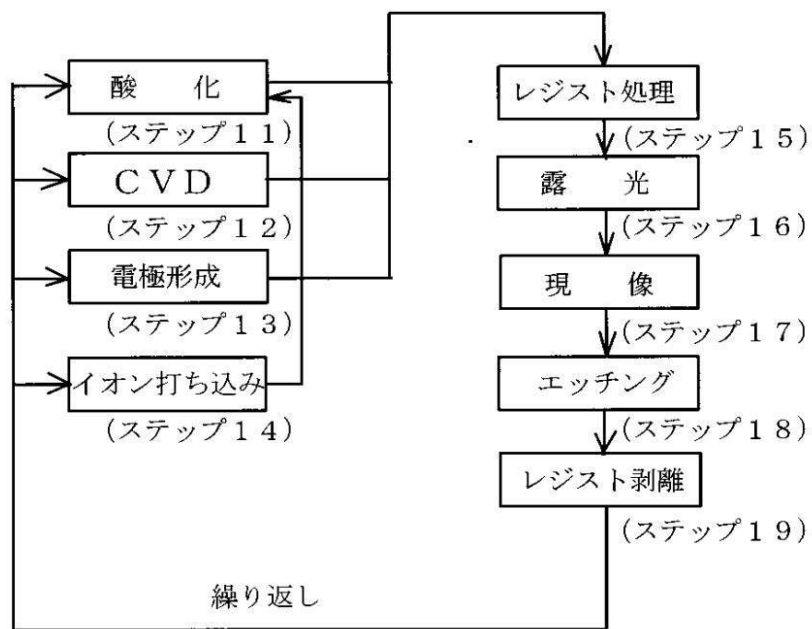 酸　化
(ステップ１１)
ＣＶＤ
(ステップ１２)
電極形成
(ステップ１３)
イオン打ち込み
(ステップ１４)
レジスト処理
(ステップ１５)
露　光
(ステップ１６)
現　像
(ステップ１７)
エッチング
(ステップ１８)
レジスト剥離
(ステップ１９)
繰り返し